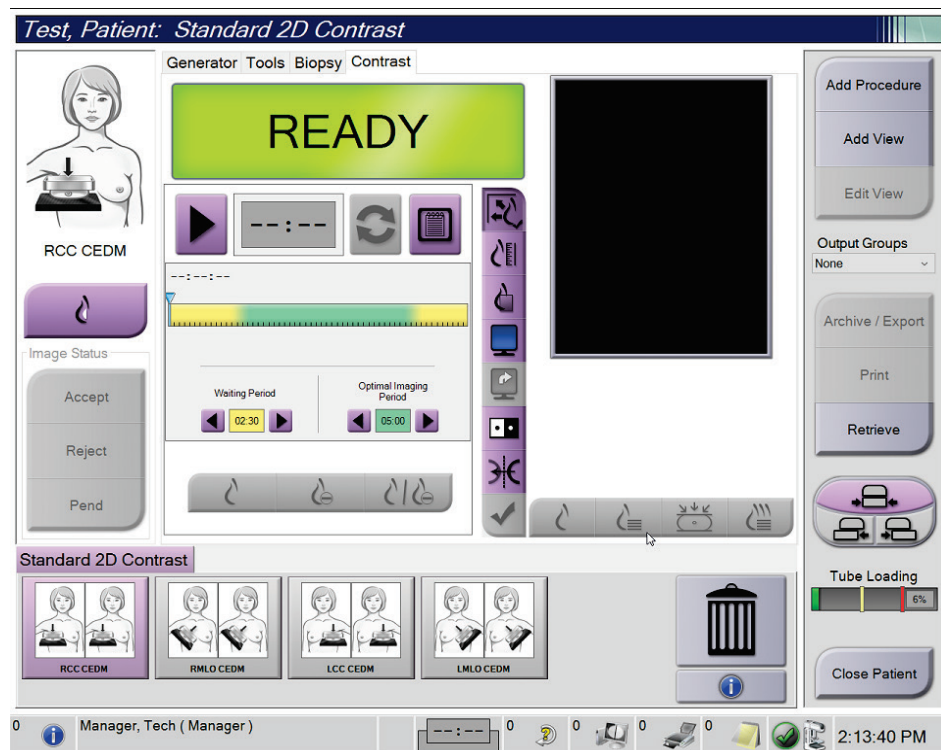 Test, Patient: Standard 2D Contrast
Generator Tools Biopsy Contrast
READY
--:--
--:--:--
Waiting Period
02:30
Optimal Imaging
Period
05:00
RCC CEDM
Image Status
Accept
Reject
Pend
Add Procedure
Add View
Edit View
Output Groups
None
Archive / Export
Print
Retrieve
Tube Loading
6%
Close Patient
Standard 2D Contrast
RCC CEDM
RMLO CEDM
LCC CEDM
LMLO CEDM
0 Manager, Tech ( Manager ) --:-- 0 0 0 0 2:13:40 PM